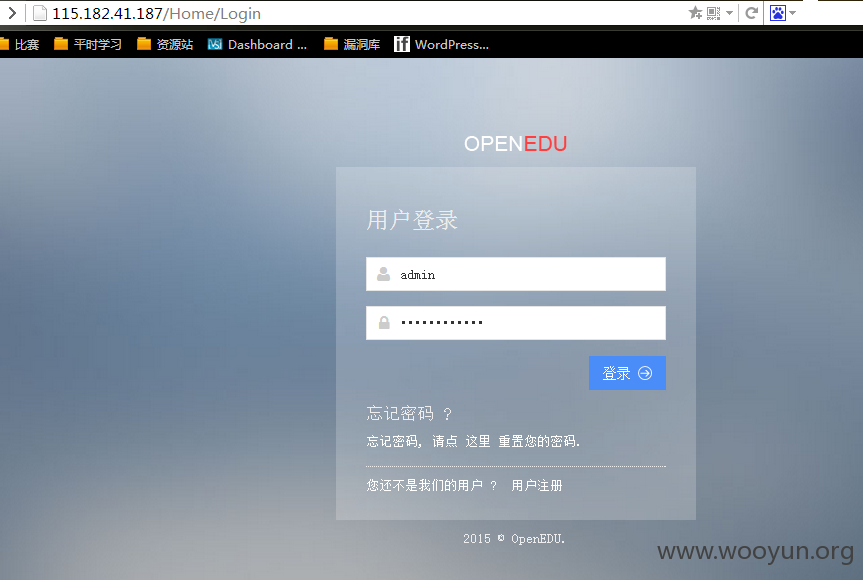 115.182.41.187/Home/Login
比赛 平时学习 资源站 Dashboard ... 漏洞库 WordPress...
OPENEDU
用户登录
admin
••••••••••••
登录
忘记密码 ?
忘记密码, 请点 这里 重置您的密码.
您还不是我们的用户 ? 用户注册
2015 © OpenEDU.
www.wooyun.org